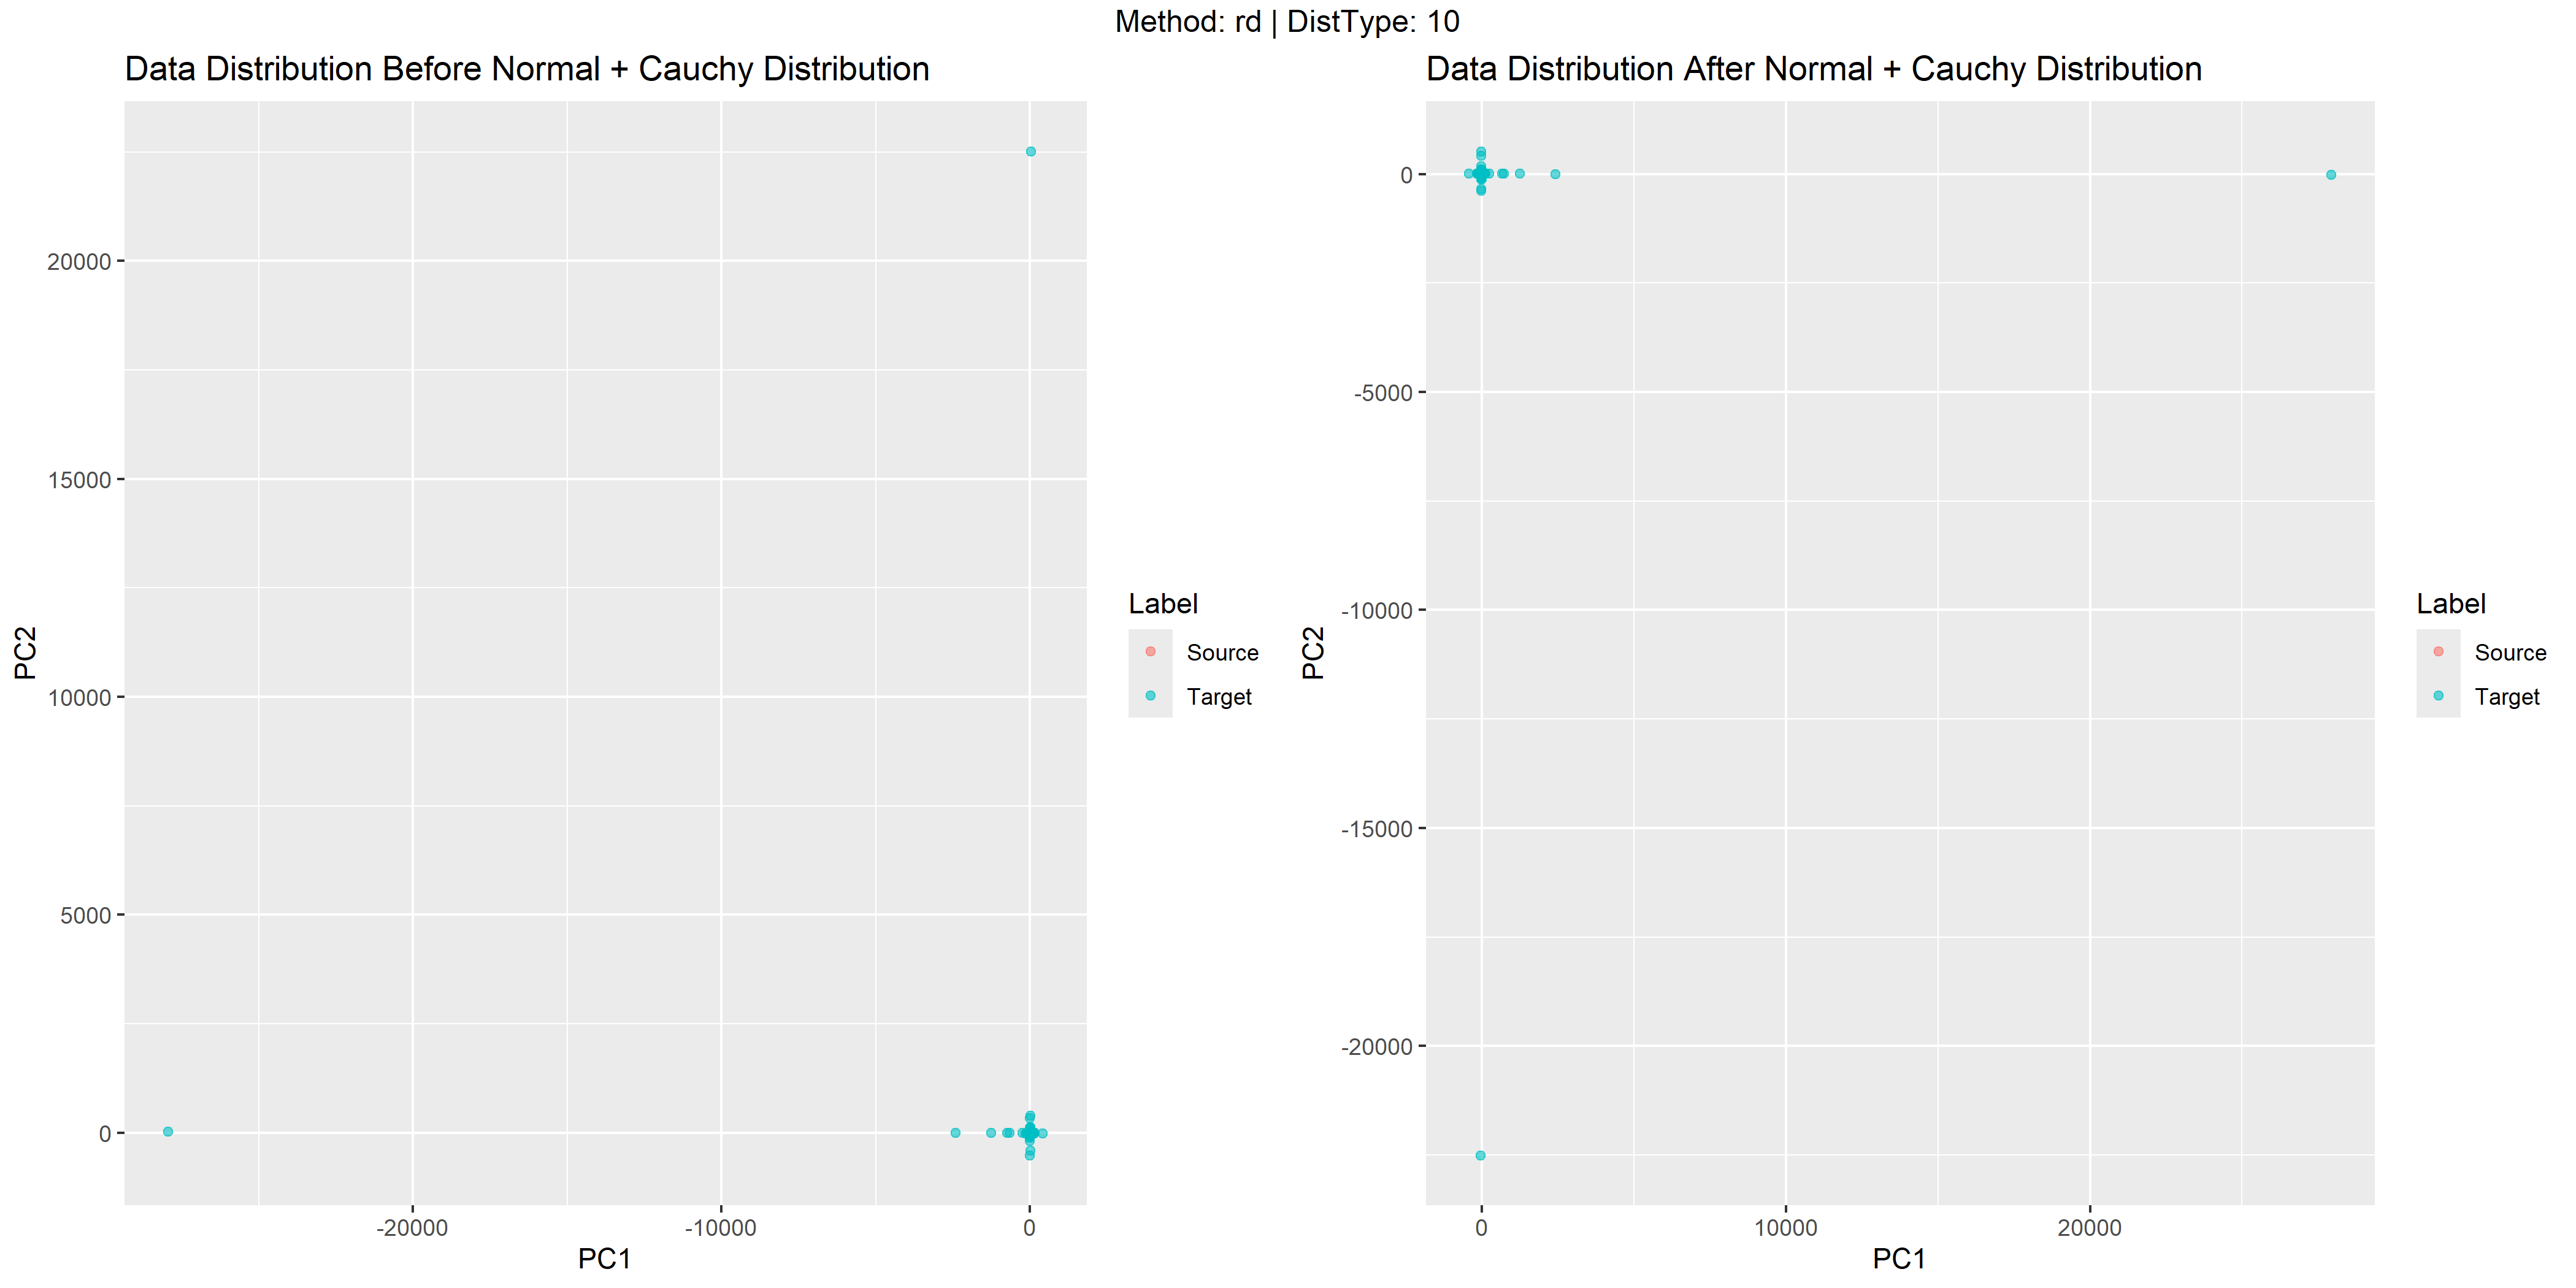 Method: rd | DistType: 10
Data Distribution Before Normal + Cauchy Distribution
PC2
20000
15000
10000
5000
0
-20000
-10000
0
PC1
Label
Source
Target
Data Distribution After Normal + Cauchy Distribution
PC2
0
-5000
-10000
-15000
-20000
0
10000
20000
PC1
Label
Source
Target